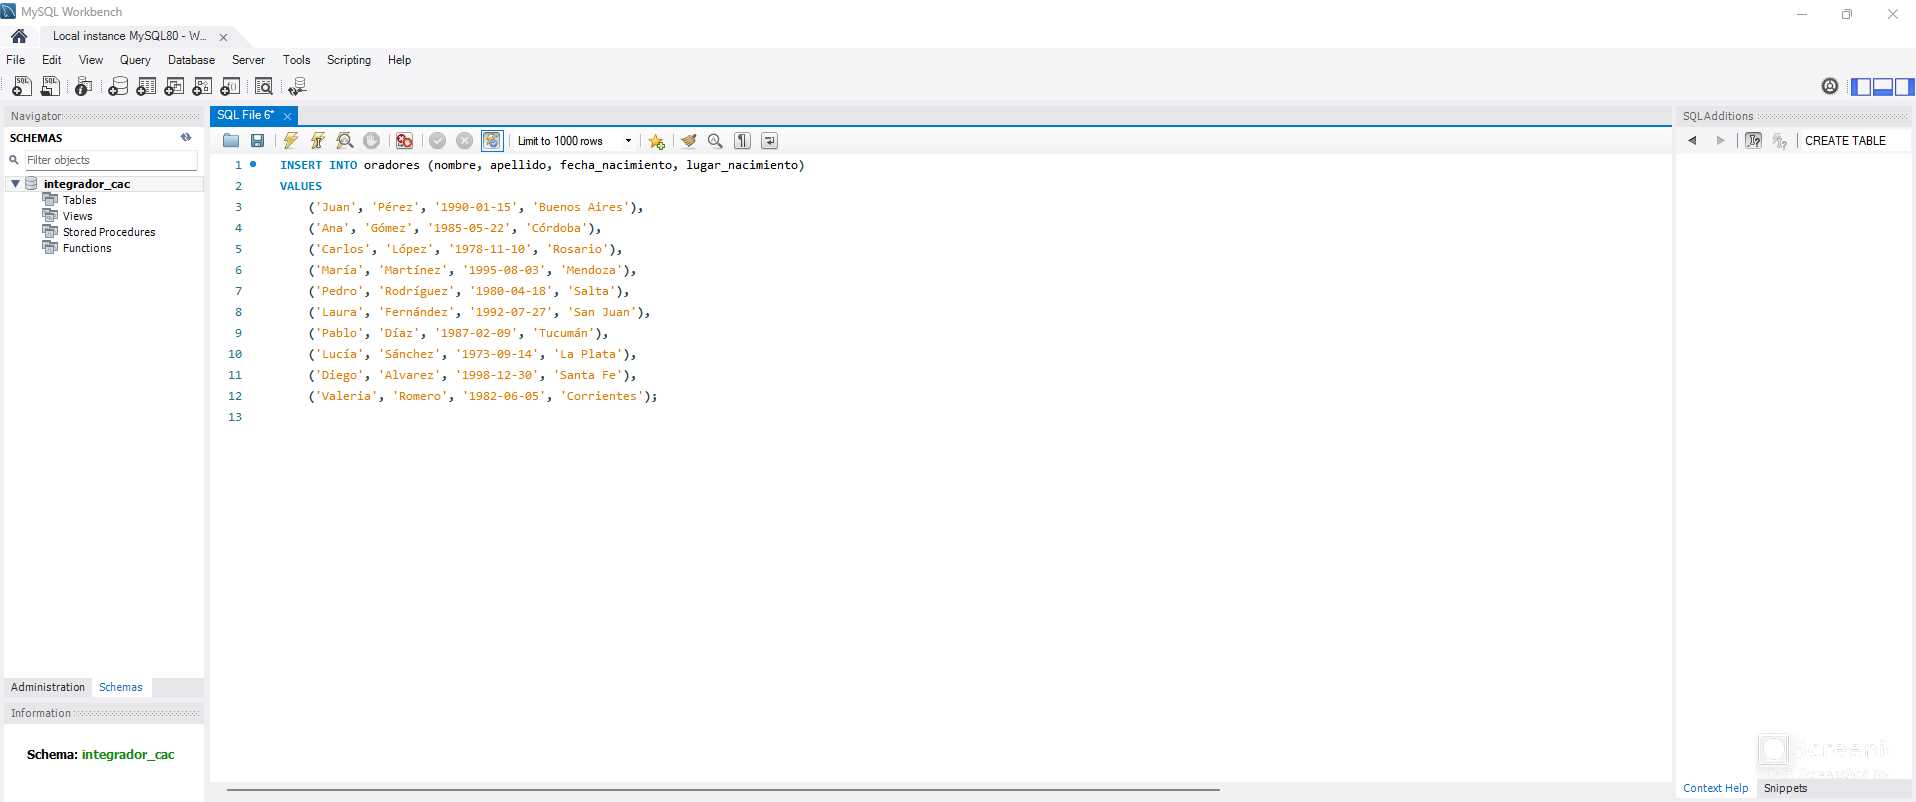 MySQL Workbench
Local instance MySQL80 - W...
File Edit View Query Database Server Tools Scripting Help
Navigator
SCHEMAS
Filter objects
integrador_cac
Tables
Views
Stored Procedures
Functions
Administration Schemas
Information
Schema: integrador_cac
SQL File 6*
Limit to 1000 rows
1 INSERT INTO oradores (nombre, apellido, fecha_nacimiento, lugar_nacimiento)
2 VALUES
3 ('Juan', 'Pérez', '1990-01-15', 'Buenos Aires'),
4 ('Ana', 'Gómez', '1985-05-22', 'Córdoba'),
5 ('Carlos', 'López', '1978-11-10', 'Rosario'),
6 ('María', 'Martínez', '1995-08-03', 'Mendoza'),
7 ('Pedro', 'Rodríguez', '1980-04-18', 'Salta'),
8 ('Laura', 'Fernández', '1992-07-27', 'San Juan'),
9 ('Pablo', 'Díaz', '1987-02-09', 'Tucumán'),
10 ('Lucía', 'Sánchez', '1973-09-14', 'La Plata'),
11 ('Diego', 'Alvarez', '1998-12-30', 'Santa Fe'),
12 ('Valeria', 'Romero', '1982-06-05', 'Corrientes');
13
SQLAdditions
CREATE TABLE
Context Help Snippets